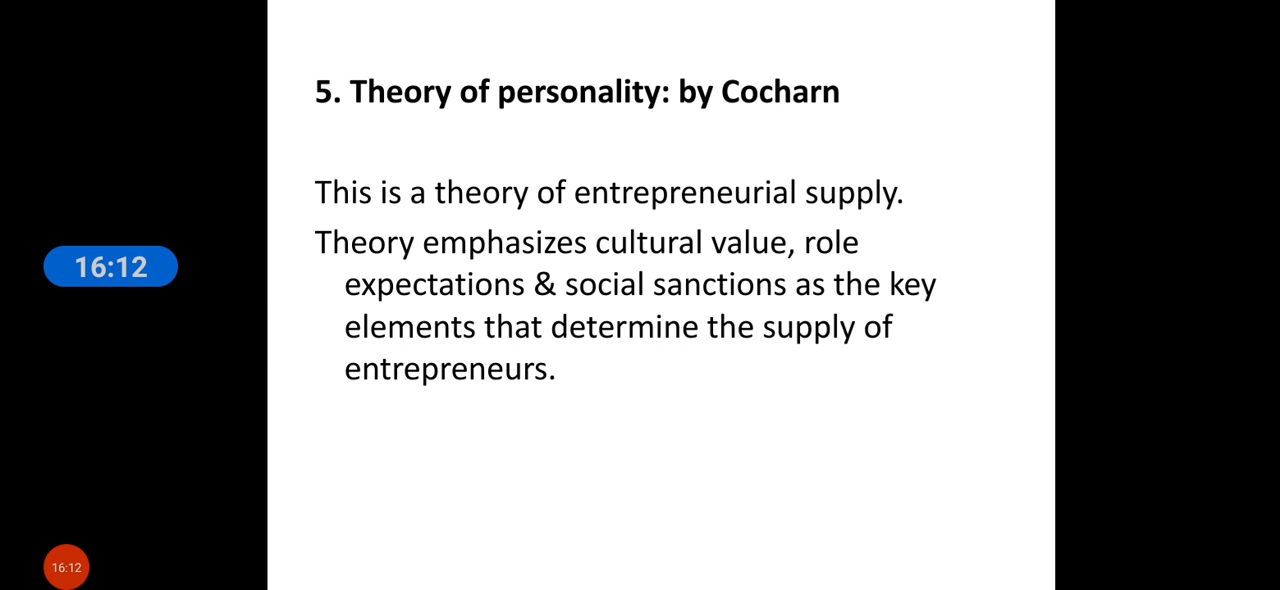 5. Theory of personality: by Cocharn
This is a theory of entrepreneurial supply.
Theory emphasizes cultural value, role
expectations & social sanctions as the key
elements that determine the supply of
entrepreneurs.
16:12
16:12